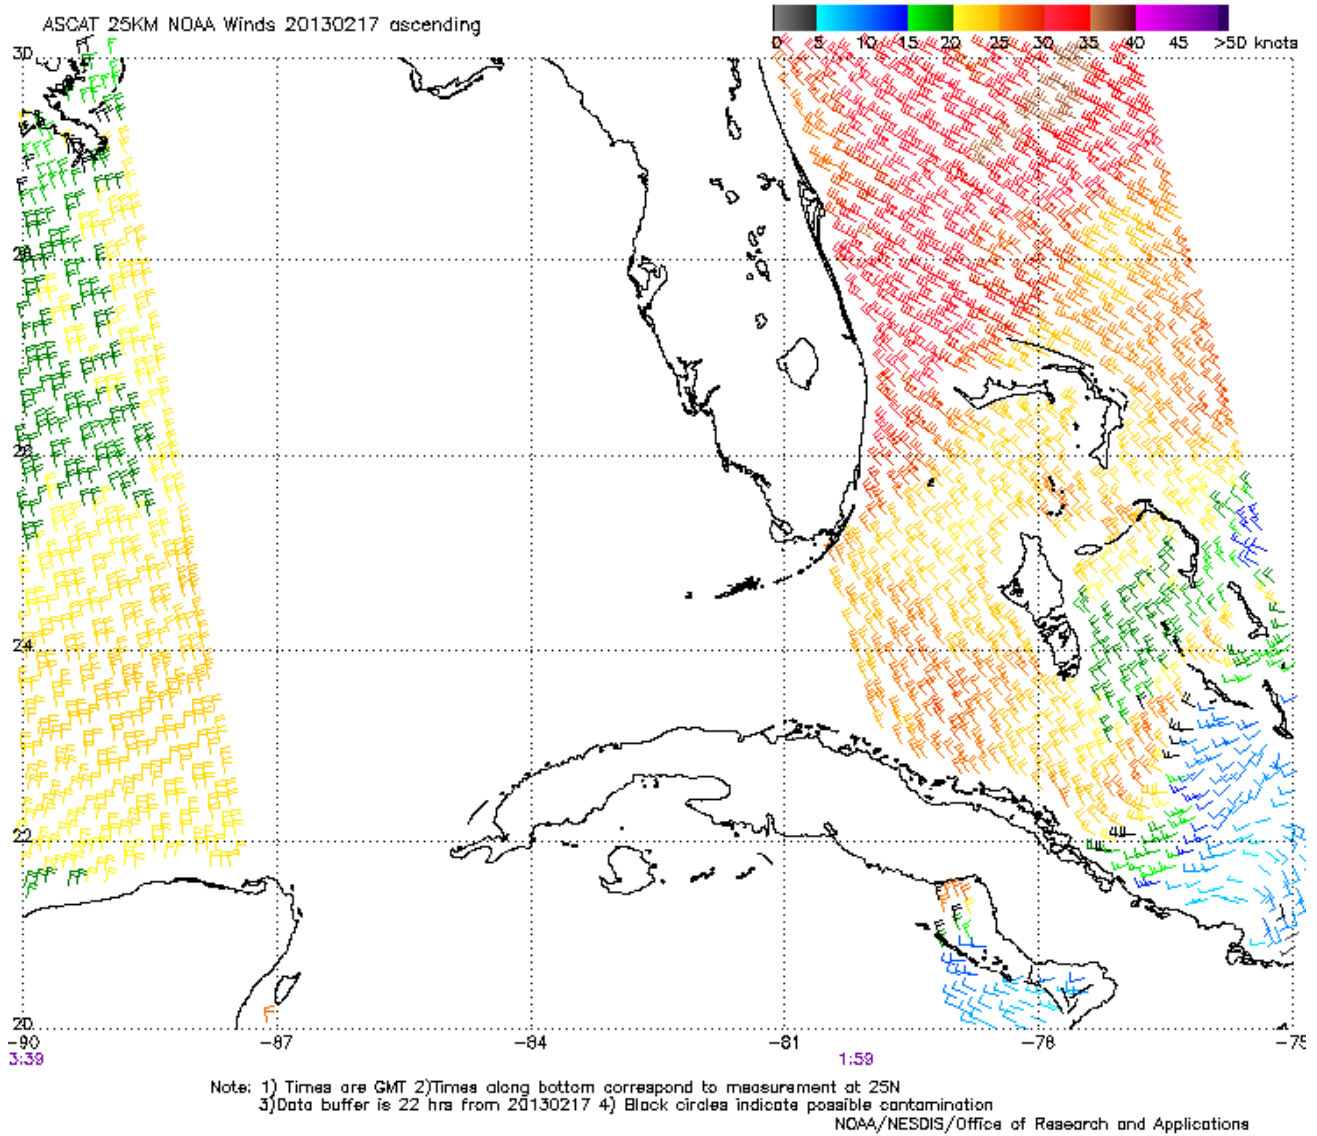 ASCAT 25KM NOAA Winds 20130217 ascending
0 5 10 15 20 25 30 35 40 45 >50 knots
30
28
26
24
22
20
-90 -87 -84 -81 -78 -75
3:39 1:59
Note: 1) Times are GMT 2)Times along bottom correspond to measurement at 25N
3)Data buffer is 22 hrs from 20130217 4) Black circles indicate possible contamination
NOAA/NESDIS/Office of Research and Applications